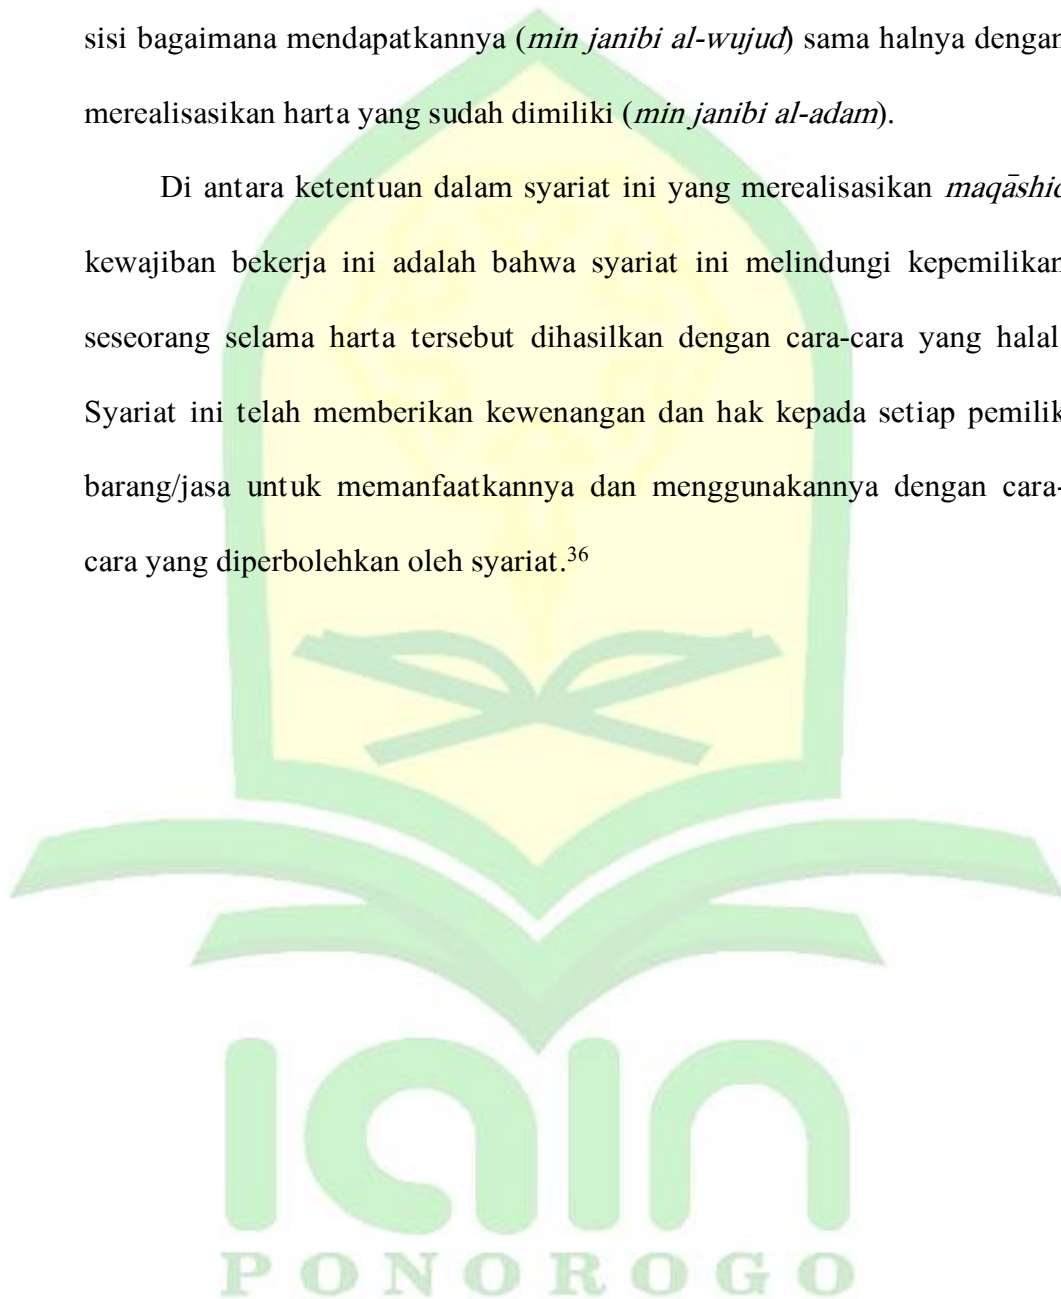 sisi bagaimana mendapatkannya (min janibi al-wujud) sama halnya dengan
merealisasikan harta yang sudah dimiliki (min janibi al-adam).
Di antara ketentuan dalam syariat ini yang merealisasikan maqāshid
kewajiban bekerja ini adalah bahwa syariat ini melindungi kepemilikan
seseorang selama harta tersebut dihasilkan dengan cara-cara yang halal
Syariat ini telah memberikan kewenangan dan hak kepada setiap pemilik
barang/jasa untuk memanfaatkannya dan menggunakannya dengan cara-
cara yang diperbolehkan oleh syariat.36
IAIN
PONOROGO